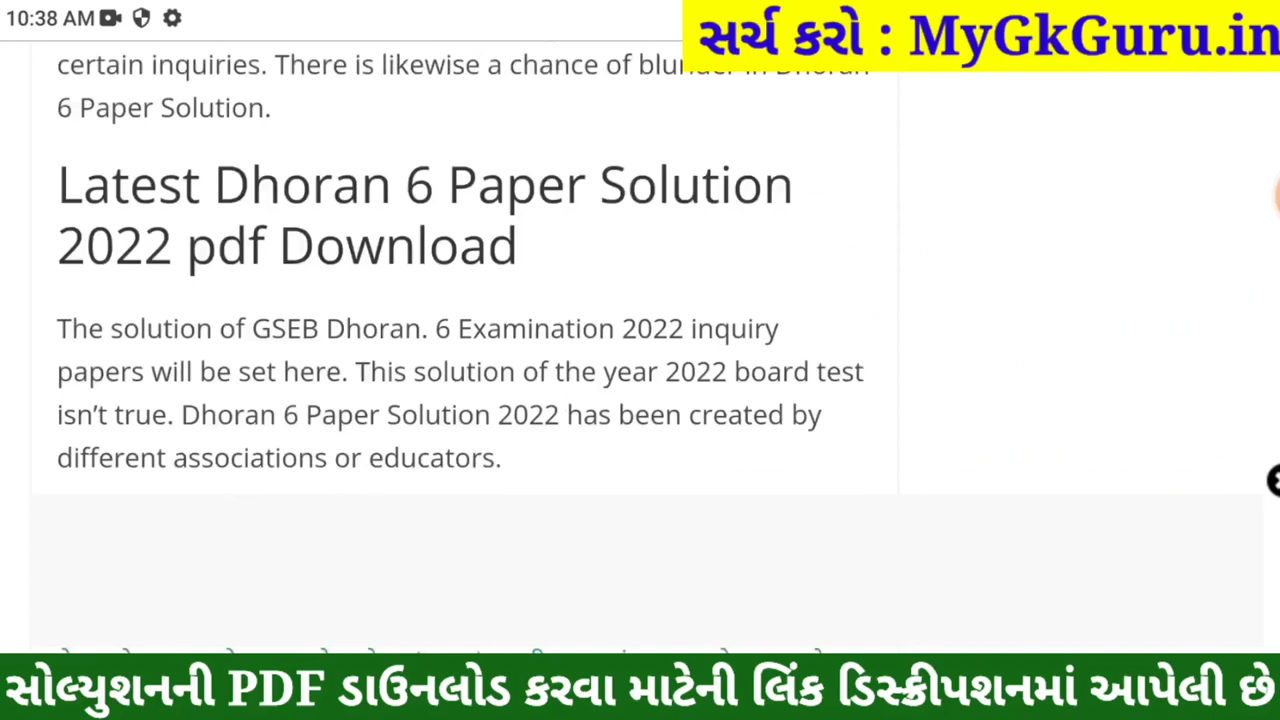 10:38 AM
સર્ચ કરો : MyGkGuru.in
certain inquiries. There is likewise a chance of blunder in Dhoran
6 Paper Solution.
Latest Dhoran 6 Paper Solution
2022 pdf Download
The solution of GSEB Dhoran. 6 Examination 2022 inquiry
papers will be set here. This solution of the year 2022 board test
isn’t true. Dhoran 6 Paper Solution 2022 has been created by
different associations or educators.
સોલ્યુશનની PDF ડાઉનલોડ કરવા માટેની લિંક ડિસ્ક્રીપશનમાં આપેલી છે